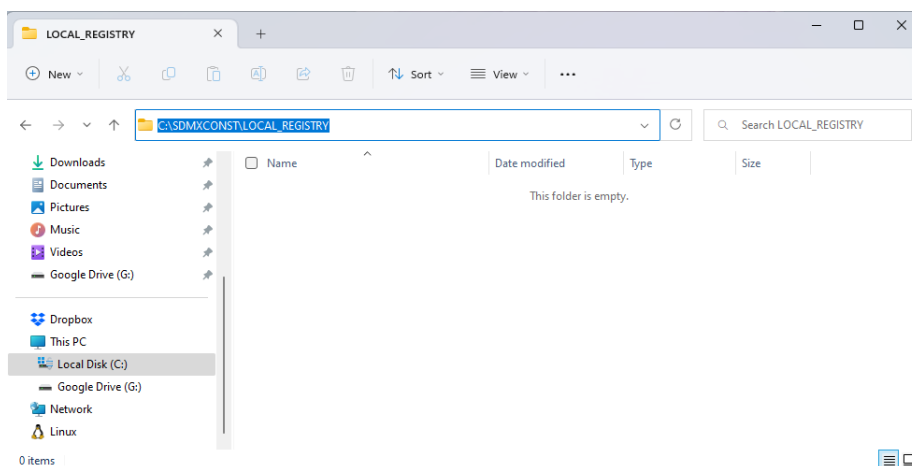 LOCAL_REGISTRY
New
Sort
View
C:\SDMXCONST\LOCAL_REGISTRY
Search LOCAL_REGISTRY
Downloads
Documents
Pictures
Music
Videos
Google Drive (G:)
Dropbox
This PC
Local Disk (C:)
Google Drive (G:)
Network
Linux
Name
Date modified
Type
Size
This folder is empty.
0 items